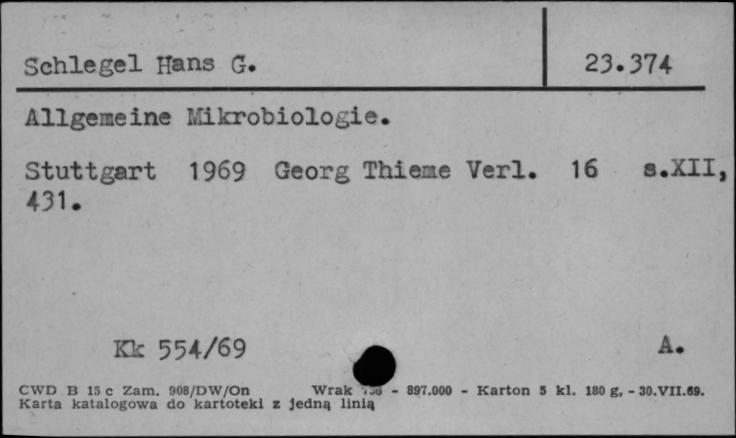 Schlegel Hans G. 23.374
Allgemeine Mikrobiologie.
Stuttgart 1969 Georg Thieme Verl. 16 s.XII,
431.
Kk 554/69 A.
CWD B 15 c Zam. 908/DW/On Wrak - 897.000 - Karton 5 kl. 180 g, - 30.VII.69.
Karta katalogowa do kartoteki z jedną linią